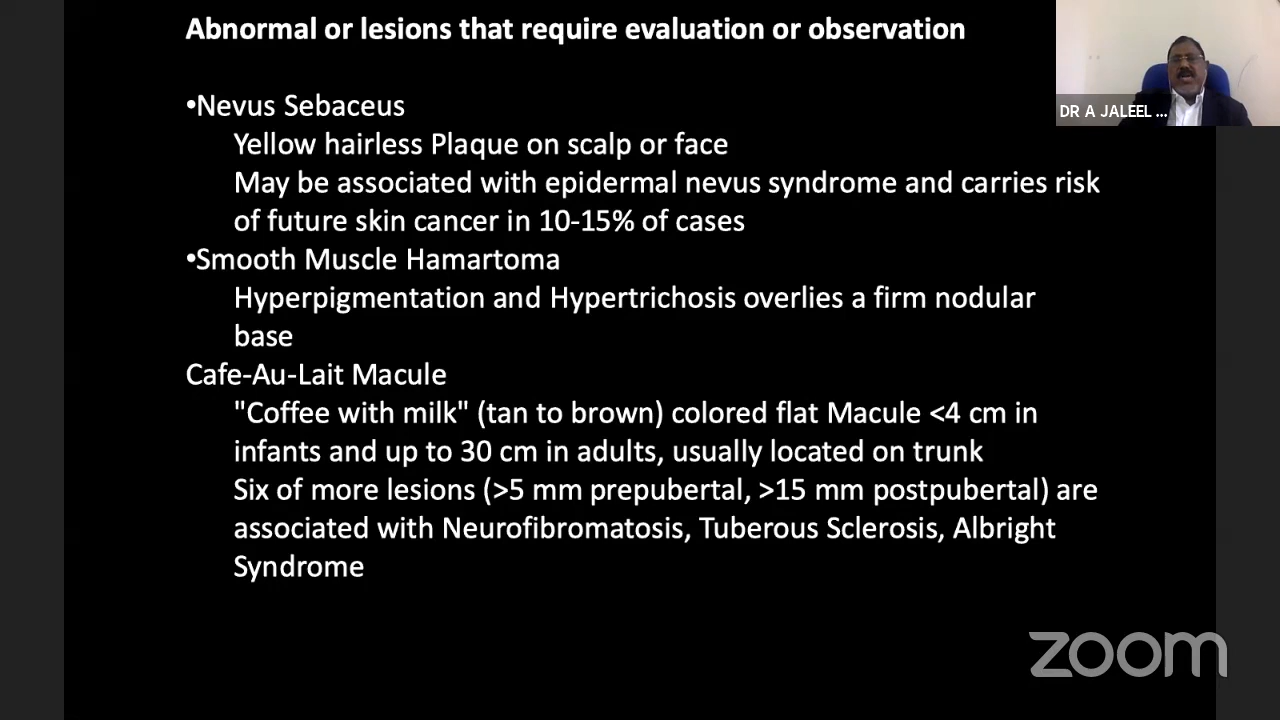 Abnormal or lesions that require evaluation or observation
DR A JALEEL ...
•Nevus Sebaceus
Yellow hairless Plaque on scalp or face
May be associated with epidermal nevus syndrome and carries risk
of future skin cancer in 10-15% of cases
•Smooth Muscle Hamartoma
Hyperpigmentation and Hypertrichosis overlies a firm nodular
base
Cafe-Au-Lait Macule
"Coffee with milk" (tan to brown) colored flat Macule <4 cm in
infants and up to 30 cm in adults, usually located on trunk
Six of more lesions (>5 mm prepubertal, >15 mm postpubertal) are
associated with Neurofibromatosis, Tuberous Sclerosis, Albright
Syndrome
zoom